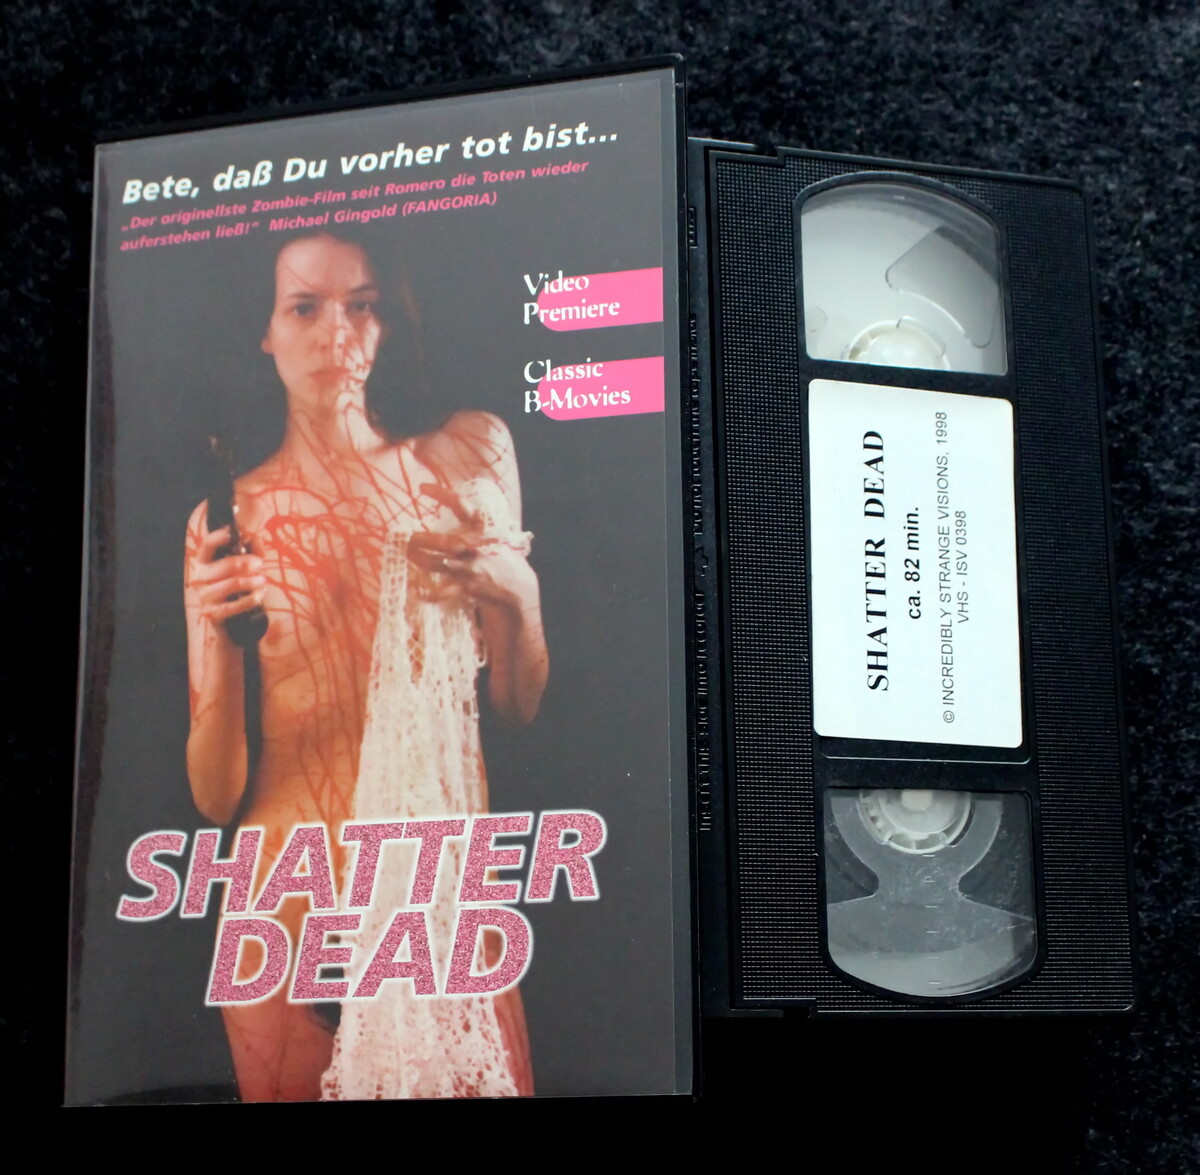 Bete, daß Du vorher tot bist...
„Der originellste Zombie-Film seit Romero die Toten wieder
auferstehen ließ!“ Michael Gingold (FANGORIA)
Video
Premiere
Classic
B-Movies
SHATTER
DEAD
SHATTER DEAD
ca. 82 min.
© INCREDIBLY STRANGE VISIONS, 1998
VHS - ISV 0398